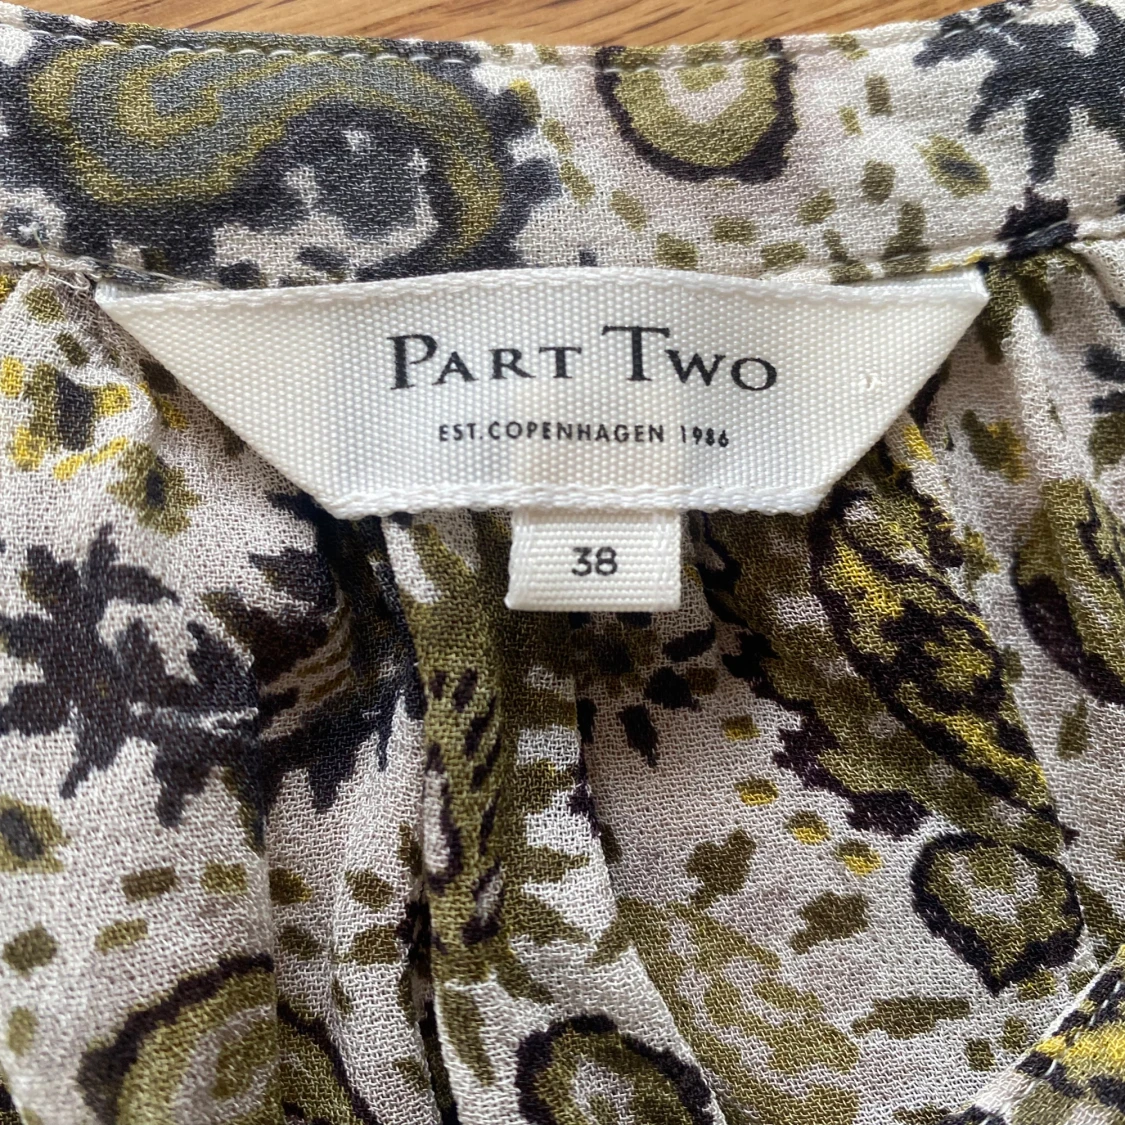 PART TWO
EST. COPENHAGEN 1986
38